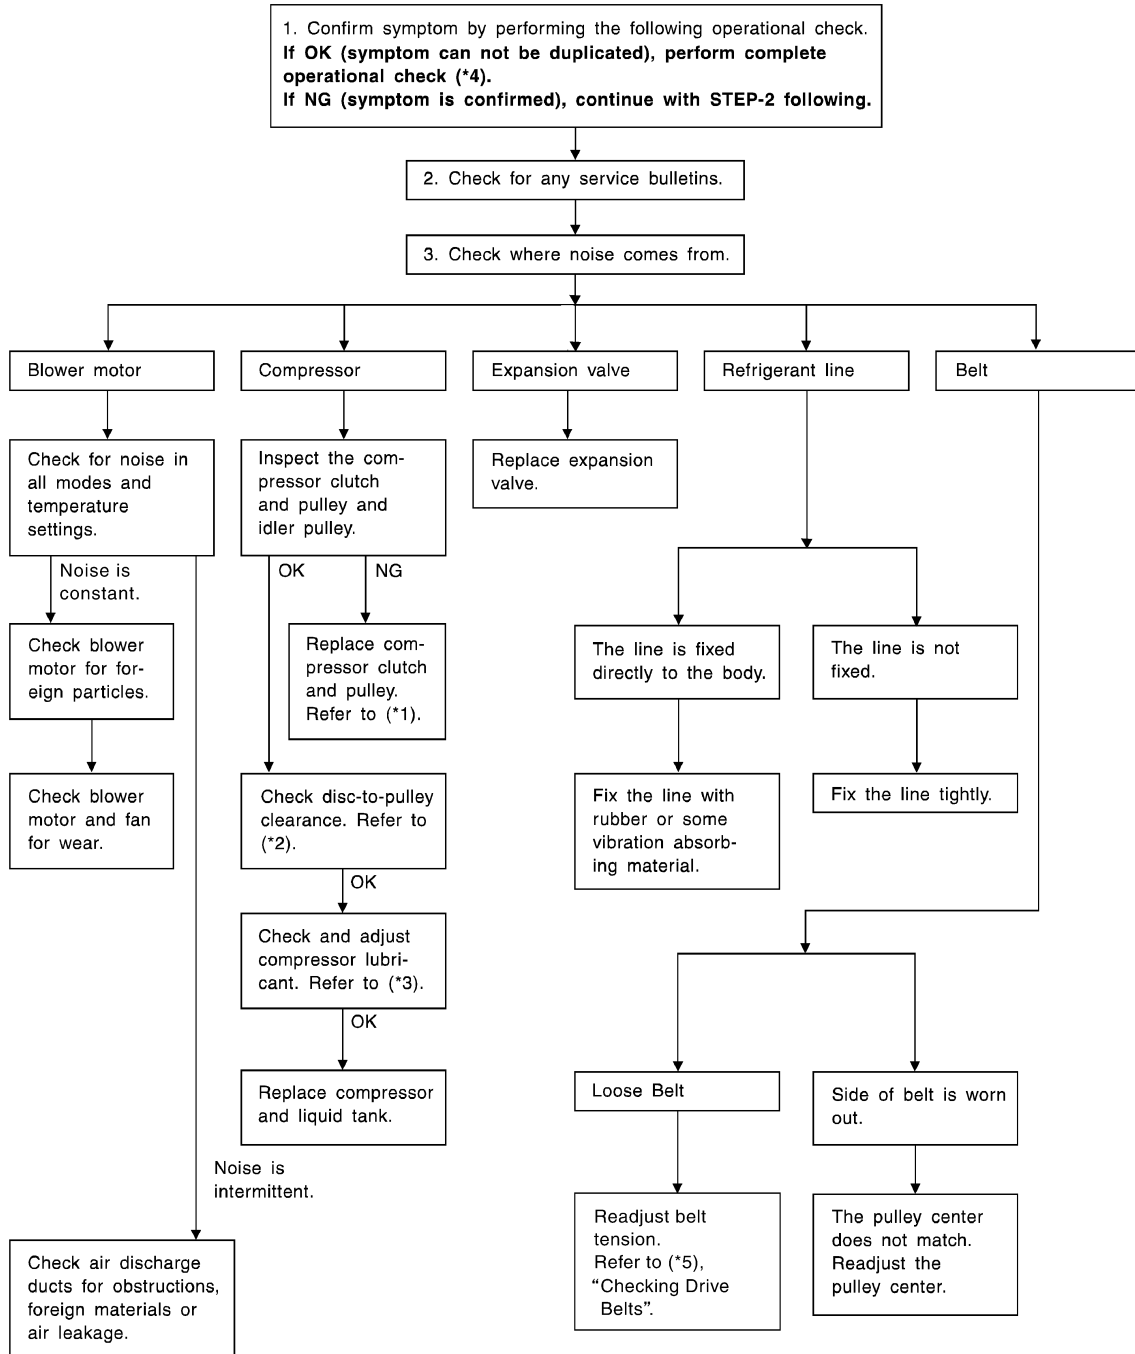 1. Confirm symptom by performing the following operational check.
If OK (symptom can not be duplicated), perform complete
operational check (*4).
If NG (symptom is confirmed), continue with STEP-2 following.
2. Check for any service bulletins.
3. Check where noise comes from.
Blower motor
Compressor
Expansion valve
Refrigerant line
Belt
Check for noise in
all modes and
temperature
settings.
Inspect the com-
pressor clutch
and pulley and
idler pulley.
Replace expansion
valve.
Noise is
constant.
OK
NG
Check blower
motor for for-
eign particles.
Replace com-
pressor clutch
and pulley.
Refer to (*1).
The line is fixed
directly to the body.
The line is not
fixed.
Check blower
motor and fan
for wear.
Check disc-to-pulley
clearance. Refer to
(*2).
Fix the line with
rubber or some
vibration absorb-
ing material.
Fix the line tightly.
OK
Check and adjust
compressor lubri-
cant. Refer to (*3).
OK
Replace compressor
and liquid tank.
Loose Belt
Side of belt is worn
out.
Noise is
intermittent.
Check air discharge
ducts for obstructions,
foreign materials or
air leakage.
Readjust belt
tension.
Refer to (*5),
“Checking Drive
Belts”.
The pulley center
does not match.
Readjust the
pulley center.